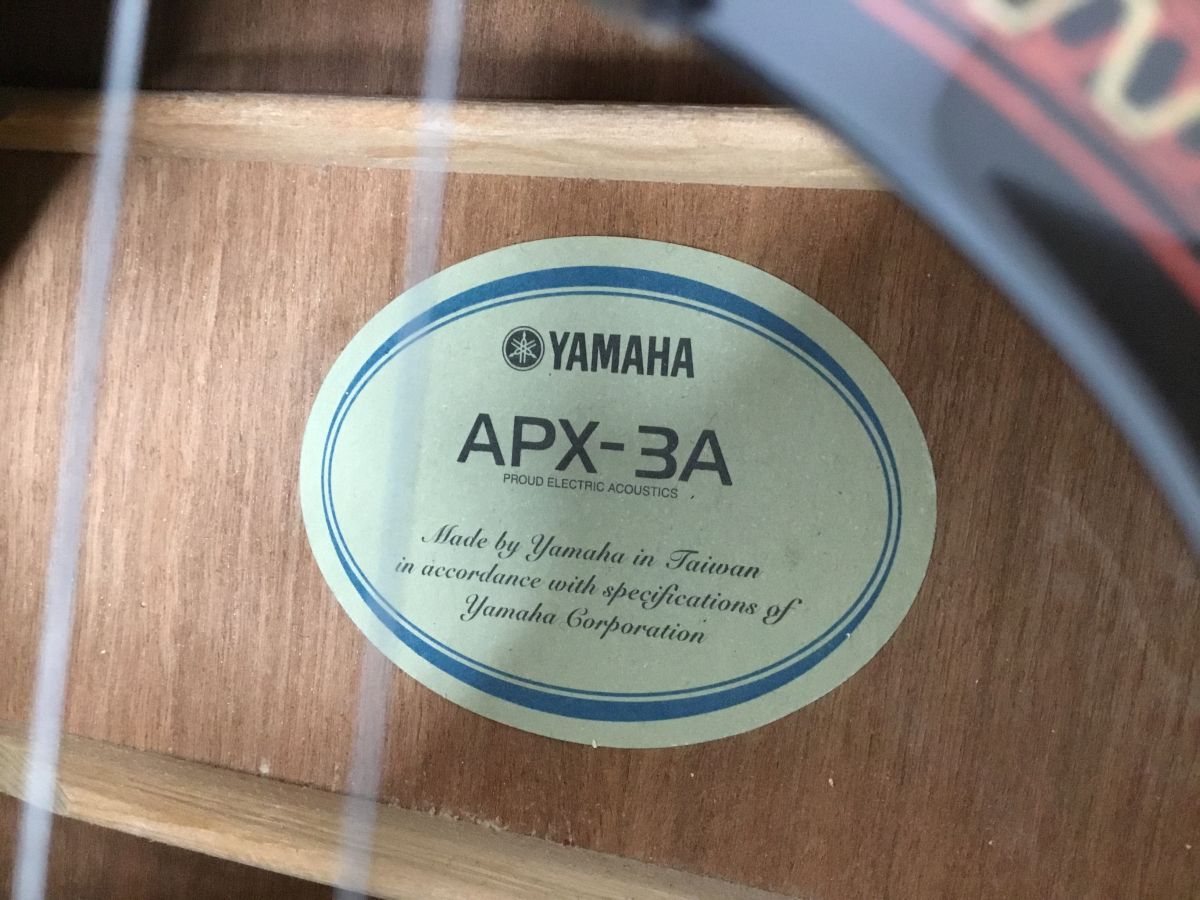 YAMAHA
APX-3A
PROUD ELECTRIC ACOUSTICS
Made by Yamaha in Taiwan
in accordance with specifications of
Yamaha Corporation